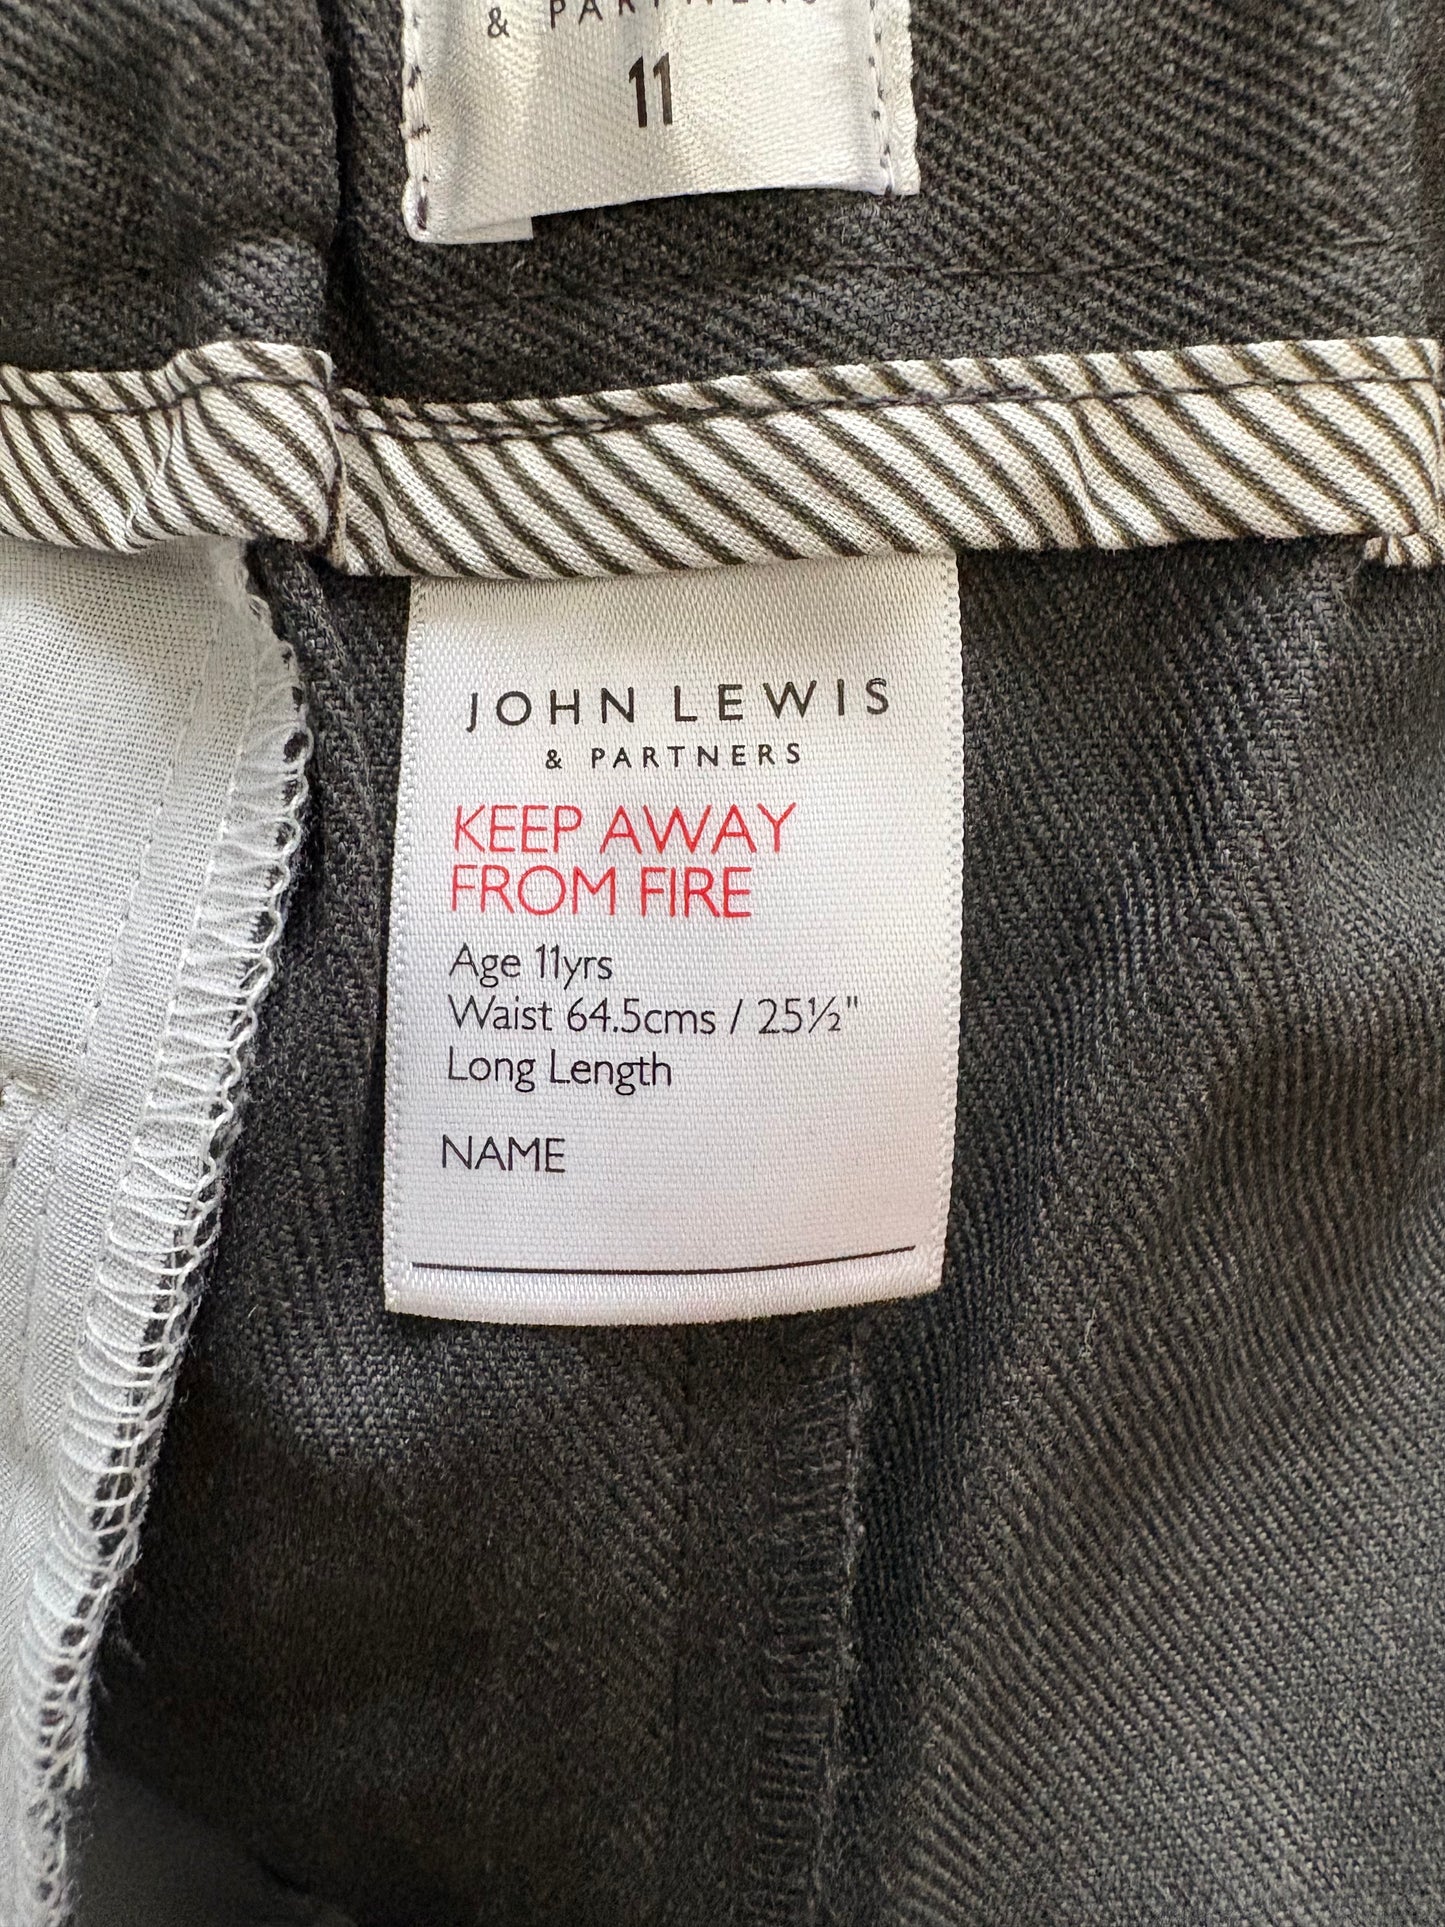 & PARTNERS
11
JOHN LEWIS
& PARTNERS
KEEP AWAY
FROM FIRE
Age 11yrs
Waist 64.5cms / 25½"
Long Length
NAME